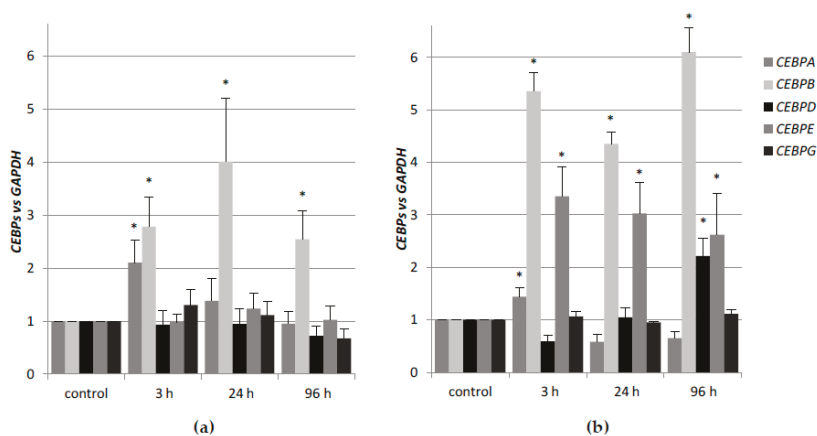 6
5
4
3
2
1
0
CEBPs vs GAPDH
* * * *
control 3 h 24 h 96 h
(a)
6
5
4
3
2
1
0
CEBPs vs GAPDH
* * * * * * * *
control 3 h 24 h 96 h
(b)
CEBPA
CEBPB
CEBPD
CEBPE
CEBPG